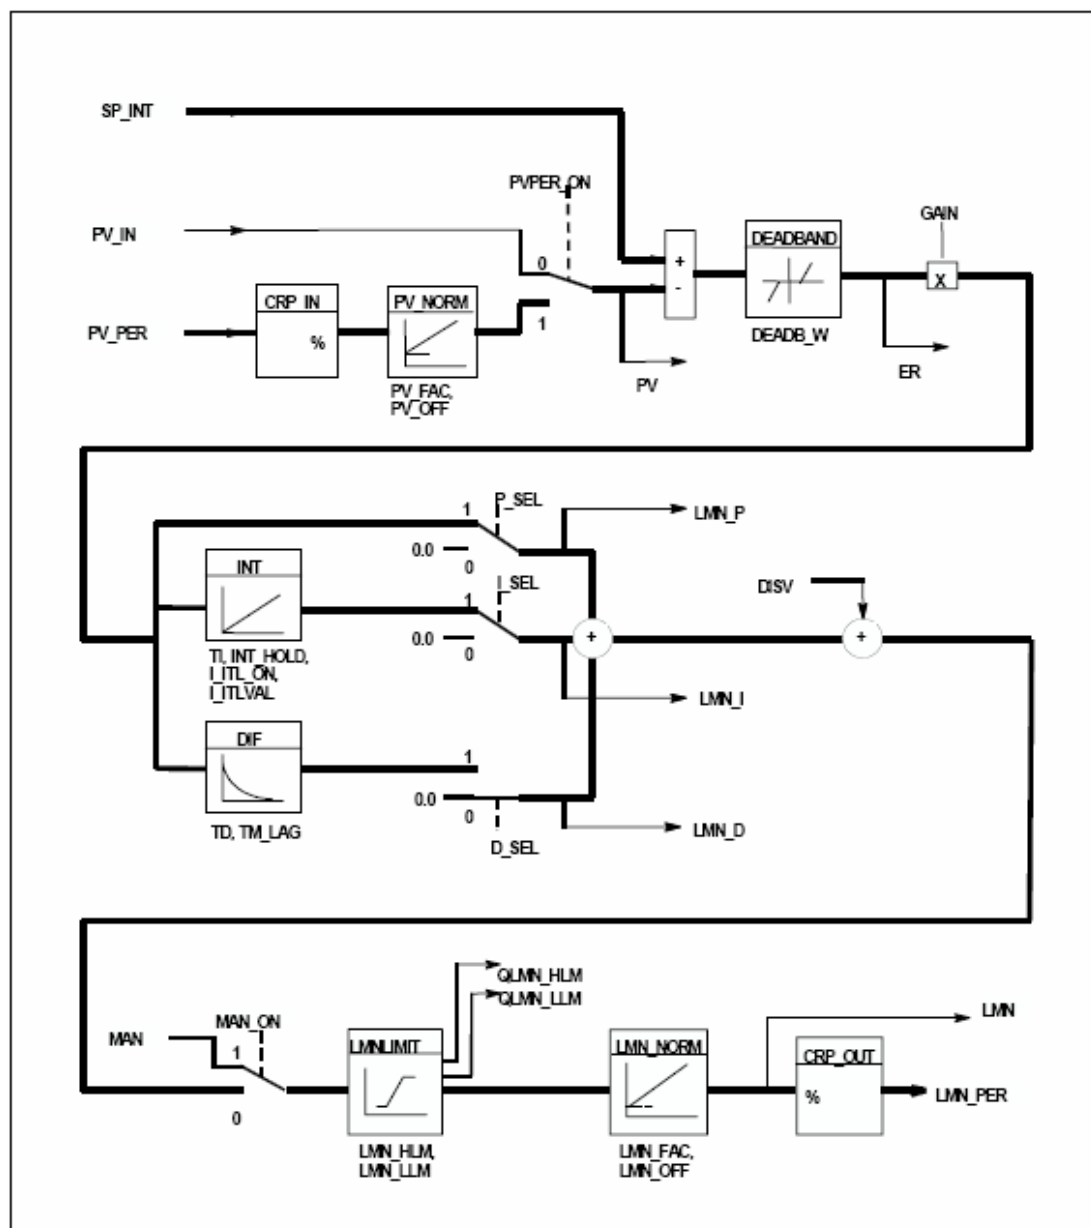 SP_INT
PVPER_ON
GAIN
PV_IN
0
+
-
DEADBAND
X
CRP_IN
%
PV_NORM
1
PV_PER
DEADB_W
PV
ER
PV_FAC,
PV_OFF
1
P_SEL
LMN_P
0.0
0
INT
I_SEL
1
DISV
0.0
0
+
+
TI, INT_HOLD,
I_ITL_ON,
I_ITLVAL
LMN_I
DIF
1
0.0
0
TD, TM_LAG
D_SEL
LMN_D
QLMN_HLM
QLMN_LLM
MAN_ON
MAN
1
0
LMNLIMIT
LMN_NORM
LMN
CRP_OUT
%
LMN_PER
LMN_HLM,
LMN_LLM
LMN_FAC,
LMN_OFF